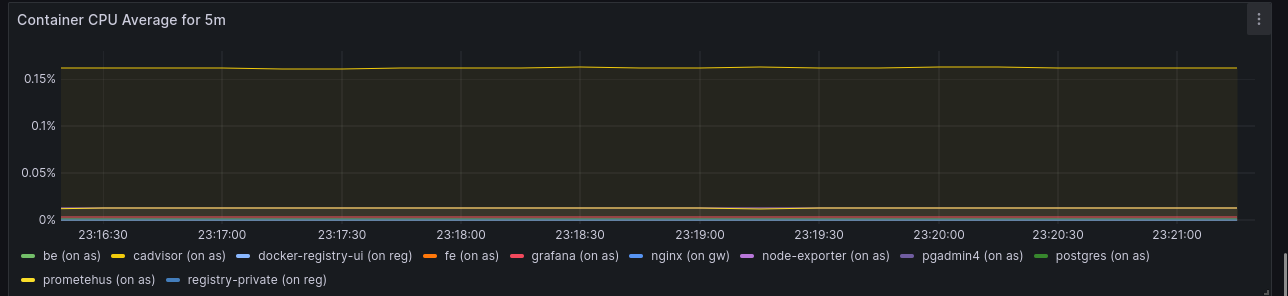 Container CPU Average for 5m
0.15%
0.1%
0.05%
0%
23:16:30 23:17:00 23:17:30 23:18:00 23:18:30 23:19:00 23:19:30 23:20:00 23:20:30 23:21:00
be (on as) cadvisor (on as) docker-registry-ui (on reg) fe (on as) grafana (on as) nginx (on gw) node-exporter (on as) pgadmin4 (on as) postgres (on as)
prometehus (on as) registry-private (on reg)